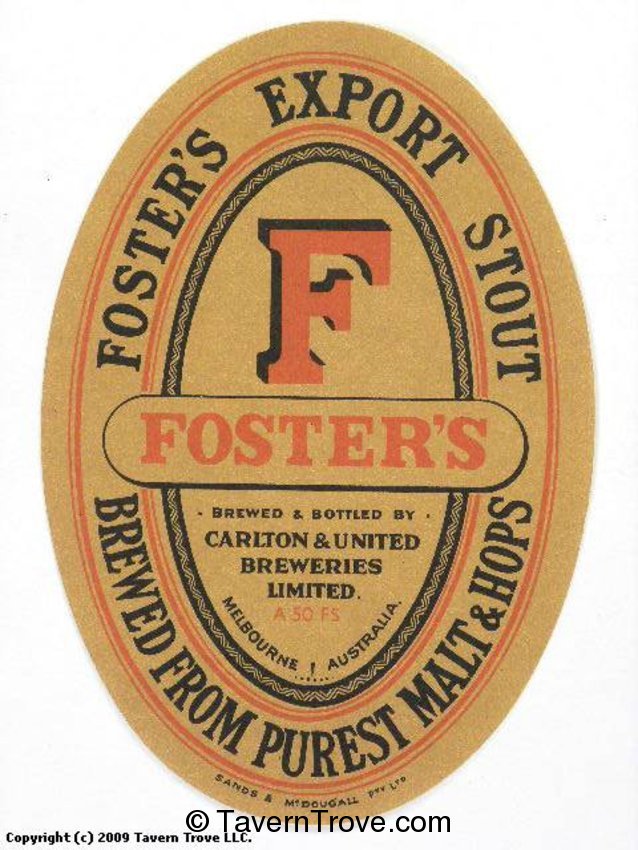 FOSTER'S EXPORT STOUT
F
FOSTER'S
· BREWED & BOTTLED BY ·
CARLTON & UNITED
BREWERIES
LIMITED.
A 50 FS
MELBOURNE AUSTRALIA.
BREWED FROM PUREST MALT & HOPS
SANDS & McDOUGALL PTY LTD
© TavernTrove.com
Copyright (c) 2009 Tavern Trove LLC.